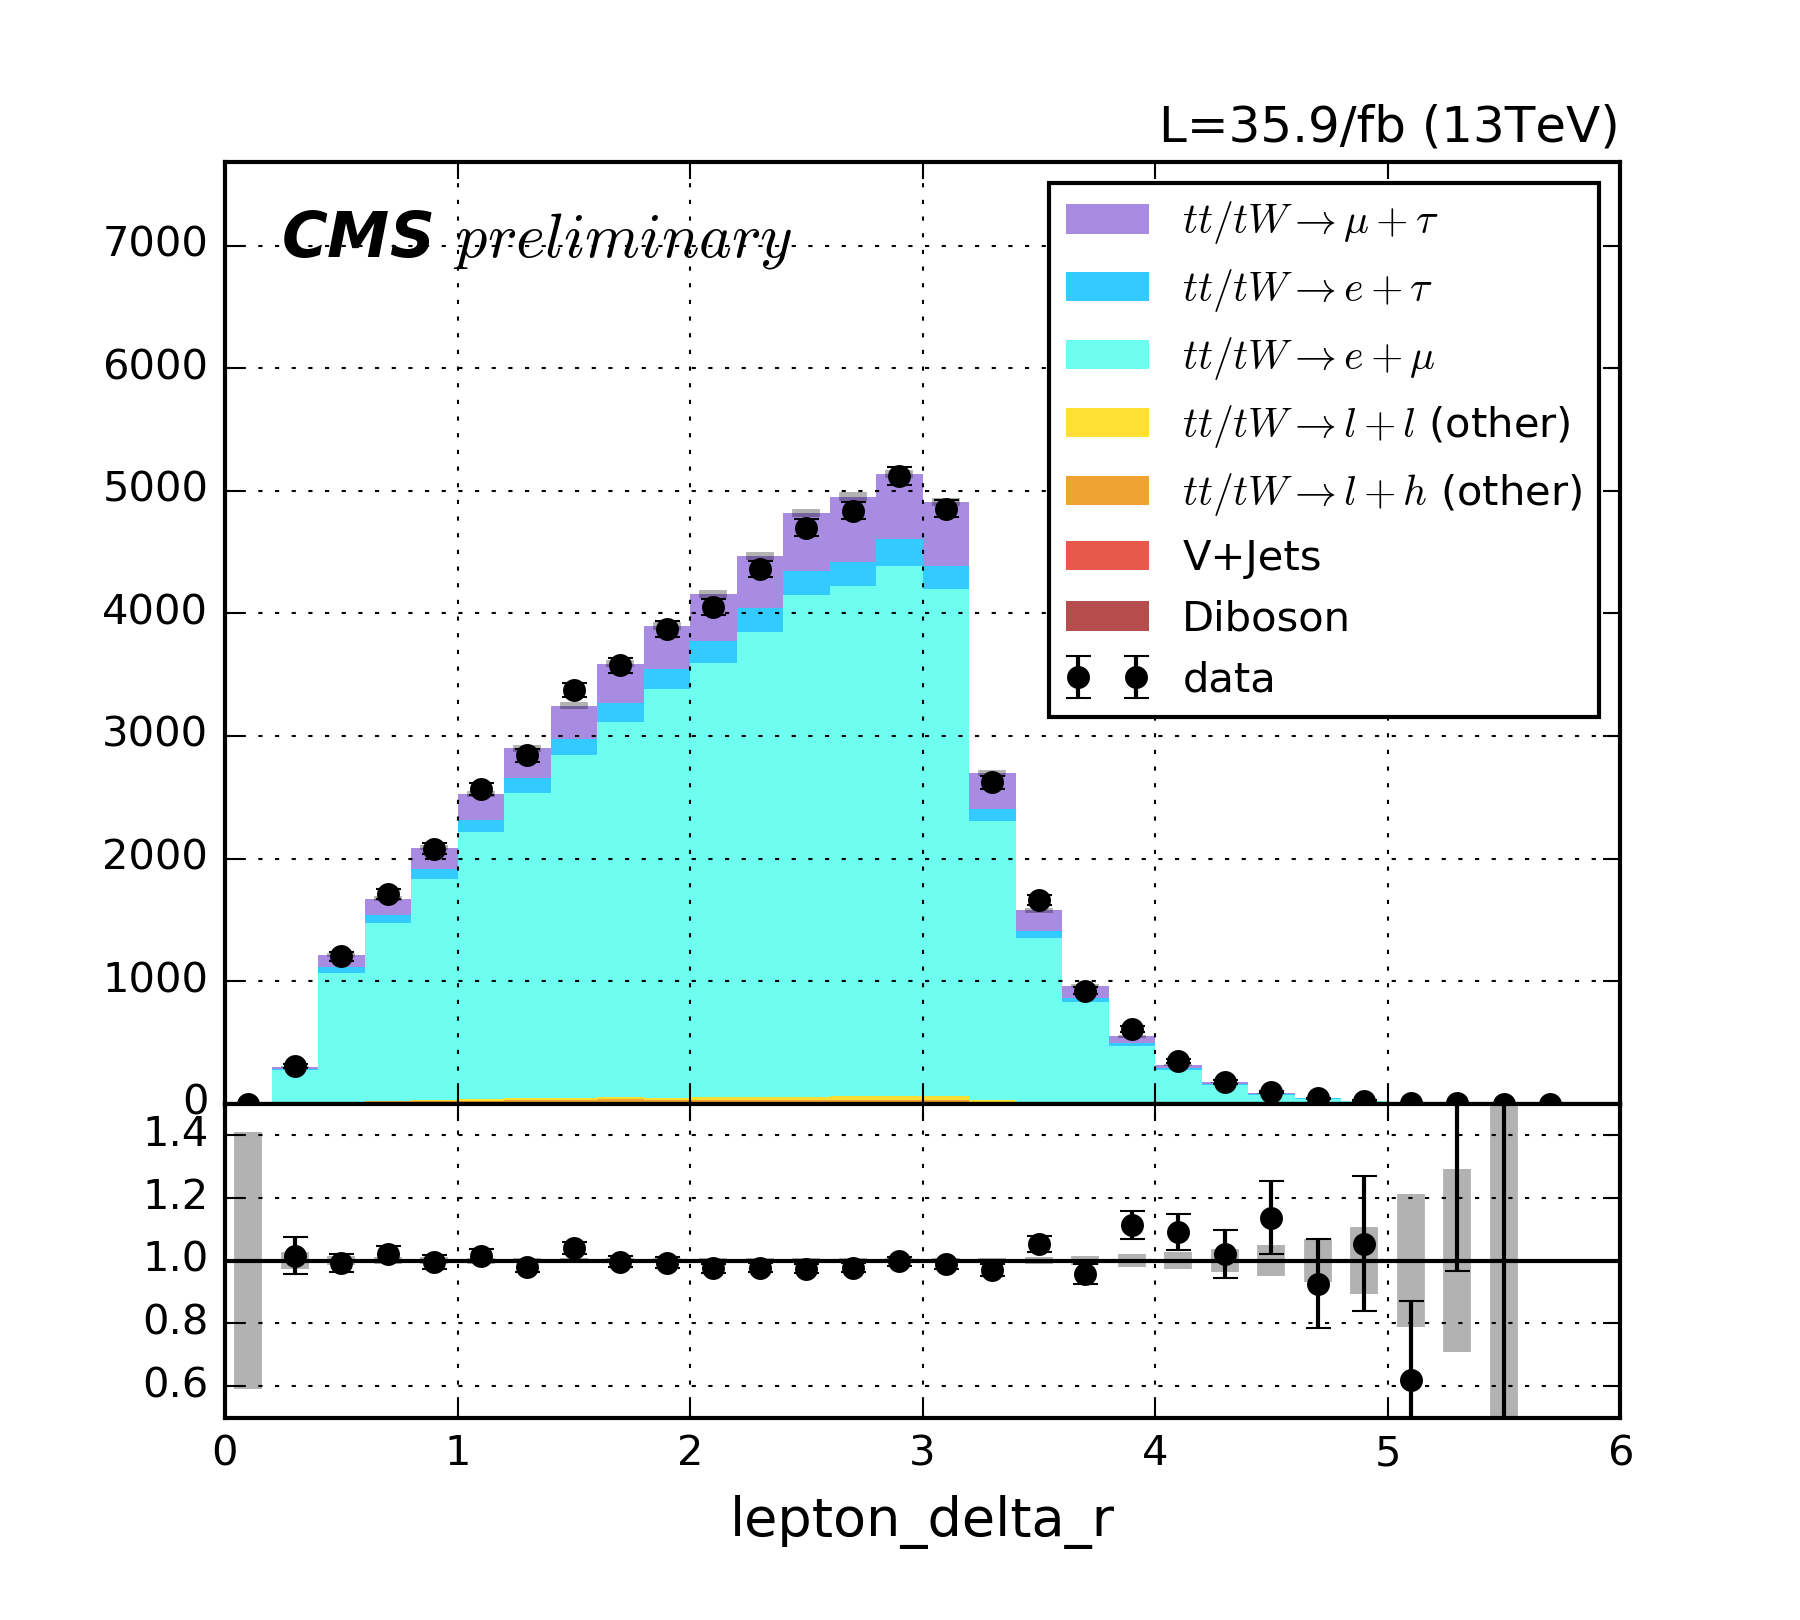 L=35.9/fb (13TeV)
CMS preliminary
7000
6000
5000
4000
3000
2000
1000
0
tt/tW→μ+τ
tt/tW→e+τ
tt/tW→e+μ
tt/tW→l+l (other)
tt/tW→l+h (other)
V+Jets
Diboson
data
1.4
1.2
1.0
0.8
0.6
0 1 2 3 4 5 6
lepton_delta_r